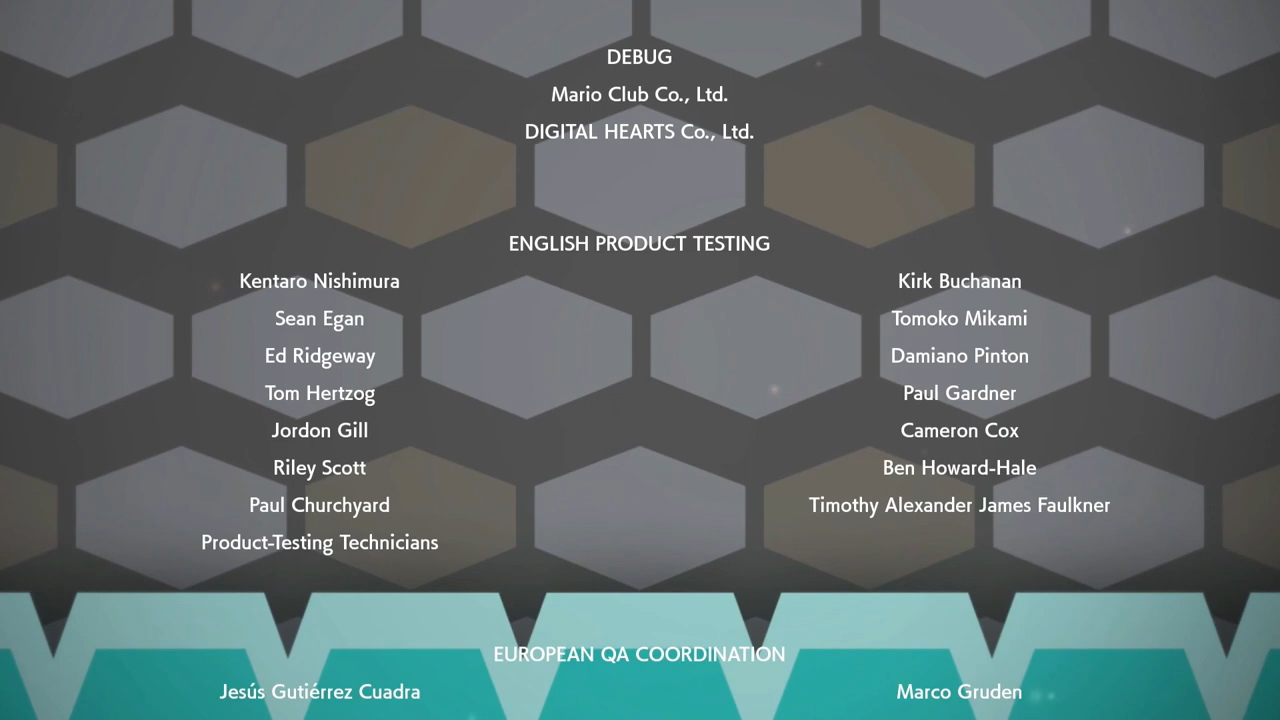 DEBUG
Mario Club Co., Ltd.
DIGITAL HEARTS Co., Ltd.
ENGLISH PRODUCT TESTING
Kentaro Nishimura
Kirk Buchanan
Sean Egan
Tomoko Mikami
Ed Ridgeway
Damiano Pinton
Tom Hertzog
Paul Gardner
Jordon Gill
Cameron Cox
Riley Scott
Ben Howard-Hale
Paul Churchyard
Timothy Alexander James Faulkner
Product-Testing Technicians
EUROPEAN QA COORDINATION
Jesús Gutiérrez Cuadra
Marco Gruden